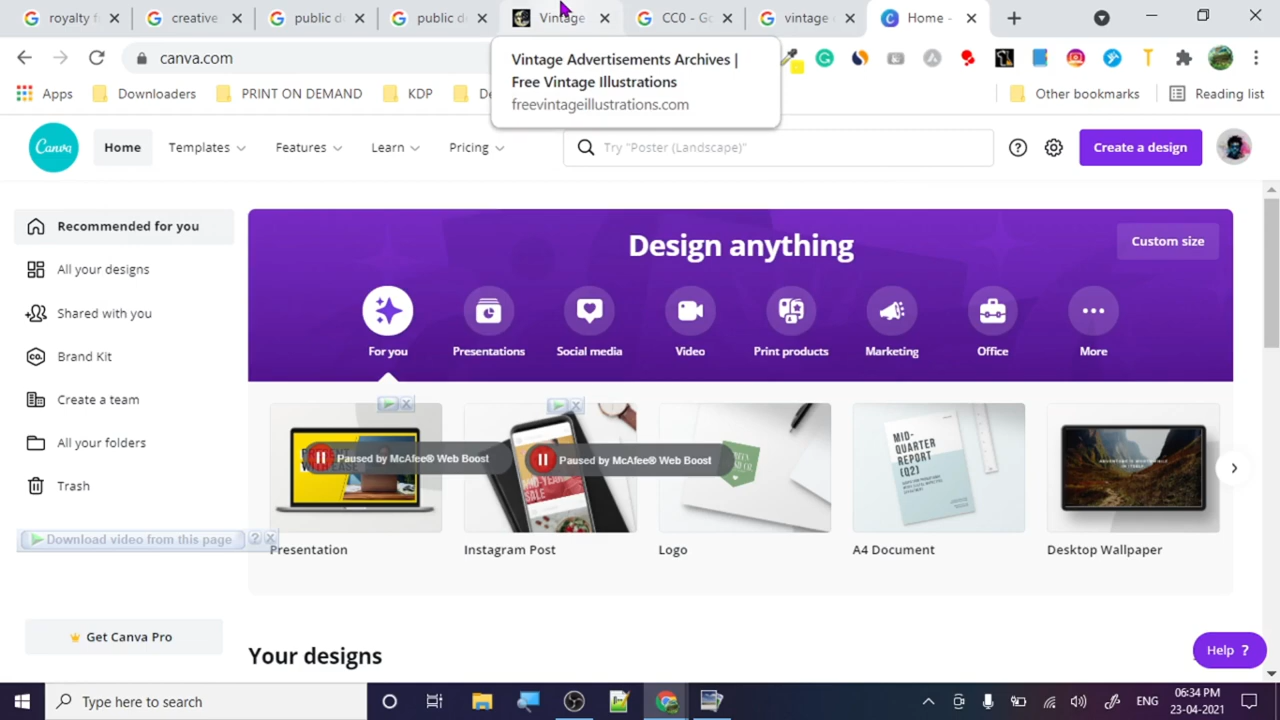 royalty f
creative
public di
public di
Vintage
CC0 - Go
vintage
Home -
canva.com
Vintage Advertisements Archives |
Free Vintage Illustrations
freevintageillustrations.com
Apps
Downloaders
PRINT ON DEMAND
KDP
Other bookmarks
Reading list
Canva
Home
Templates
Features
Learn
Pricing
Try "Poster (Landscape)"
Create a design
Recommended for you
All your designs
Shared with you
Brand Kit
Create a team
All your folders
Trash
Get Canva Pro
Design anything
Custom size
For you
Presentations
Social media
Video
Print products
Marketing
Office
More
Paused by McAfee® Web Boost
Paused by McAfee® Web Boost
MID-
QUARTER
REPORT
(Q2)
Download video from this page
Presentation
Instagram Post
Logo
A4 Document
Desktop Wallpaper
Your designs
Help ?
Type here to search
ENG
06:34 PM
23-04-2021